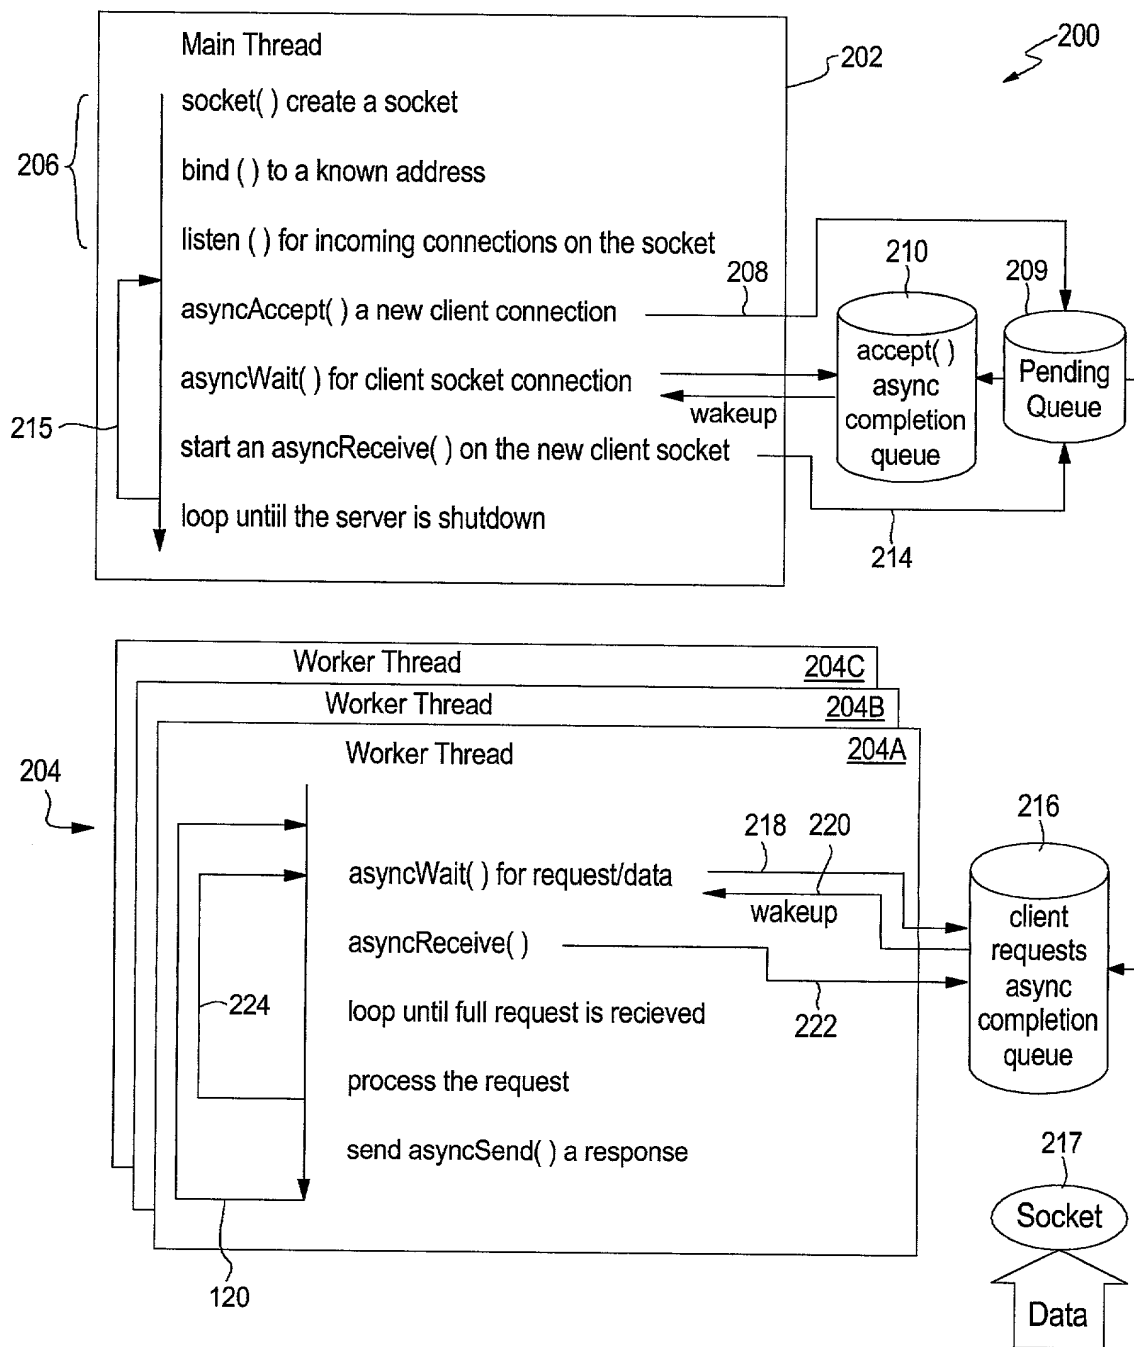 200
Main Thread
202
socket( ) create a socket
206
bind ( ) to a known address
listen ( ) for incoming connections on the socket
208
210
209
asyncAccept( ) a new client connection
accept( )
async
completion
queue
Pending
Queue
asyncWait( ) for client socket connection
wakeup
215
start an asyncReceive( ) on the new client socket
loop untiil the server is shutdown
214
Worker Thread
204C
Worker Thread
204B
Worker Thread
204A
204
216
218
220
asyncWait( ) for request/data
wakeup
client
requests
async
completion
queue
asyncReceive( )
222
224
loop until full request is recieved
process the request
send asyncSend( ) a response
120
217
Socket
Data